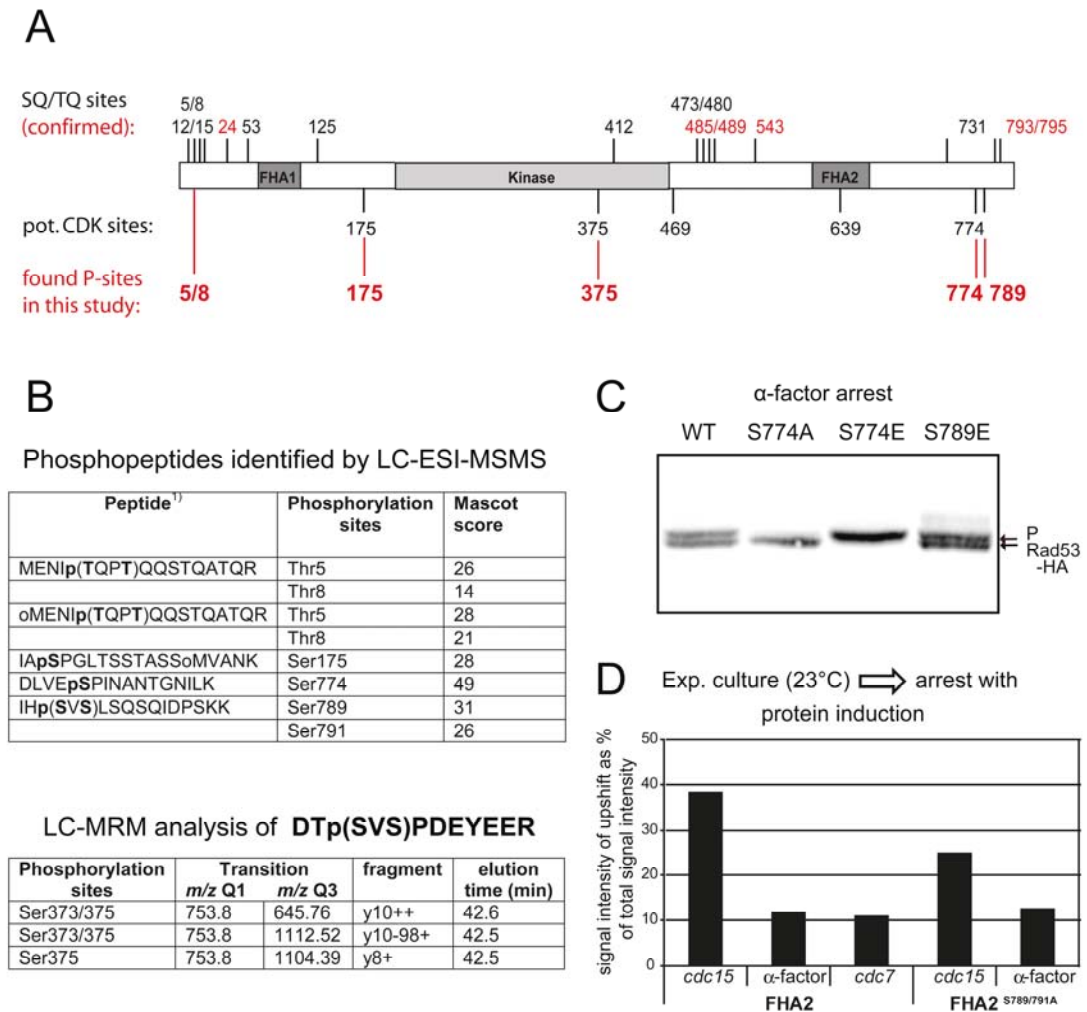 A
SQ/TQ sites
(confirmed):
5/8
12/15 24 53 125 412
473/480
485/489 543 731 793/795
FHA1 Kinase FHA2
pot. CDK sites: 175 375 469 639 774
found P-sites
in this study:
5/8 175 375 774 789
B
Phosphopeptides identified by LC-ESI-MSMS
Peptide1) Phosphorylation sites Mascot score
MENIp(TQPT)QQSTQATQR Thr5 26
Thr8 14
oMENIp(TQPT)QQSTQATQR Thr5 28
Thr8 21
IApSPGLTSSTASSoMVANK Ser175 28
DLVEpSPINANTGNILK Ser774 49
IHp(SVS)LSQSQIDPSKK Ser789 31
Ser791 26
LC-MRM analysis of DTp(SVS)PDEYEER
Phosphorylation sites Transition fragment elution time (min)
m/z Q1 m/z Q3
Ser373/375 753.8 645.76 y10++ 42.6
Ser373/375 753.8 1112.52 y10-98+ 42.5
Ser375 753.8 1104.39 y8+ 42.5
C
α-factor arrest
WT S774A S774E S789E
P
Rad53
-HA
D
Exp. culture (23°C) arrest with
protein induction
signal intensity of upshift as %
of total signal intensity
50
40
30
20
10
0
cdc15 α-factor cdc7 cdc15 α-factor
FHA2 FHA2 S789/791A